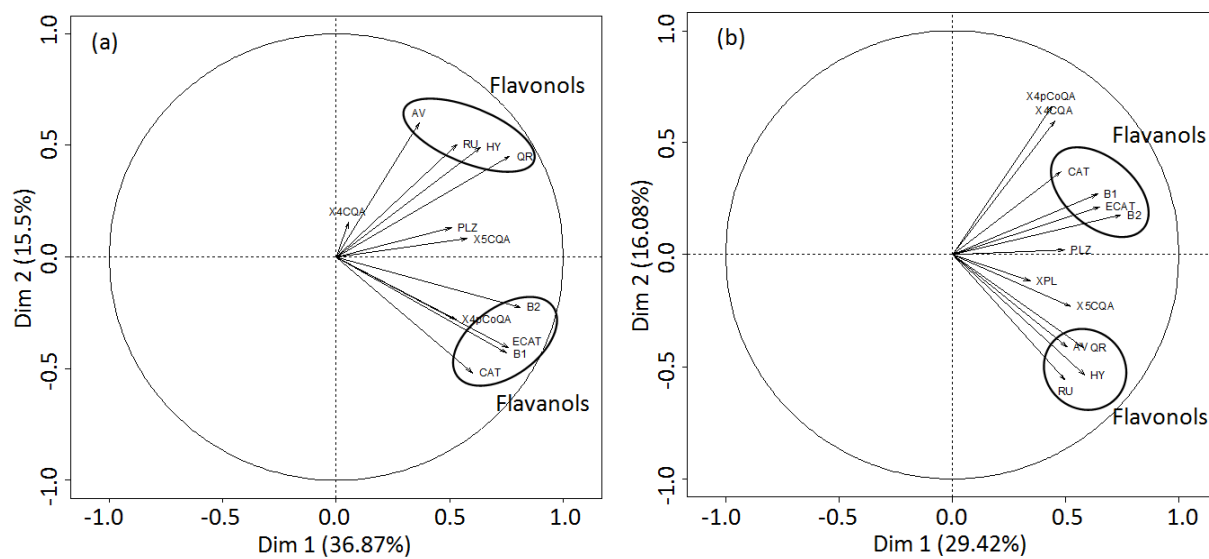 (a)
Flavonols
AV
RU
HY
QR
X4CQA
PLZ
X5CQA
B2
X4pCoQA
ECAT
B1
CAT
Flavanols
1.0
0.5
0.0
-0.5
-1.0
Dim 2 (15.5%)
-1.0
-0.5
0.0
0.5
1.0
Dim 1 (36.87%)
(b)
X4pCoQA
X4CQA
Flavanols
CAT
B1
ECAT
B2
PLZ
XPL
X5CQA
AV
QR
HY
RU
Flavonols
1.0
0.5
0.0
-0.5
-1.0
Dim 2 (16.08%)
-1.0
-0.5
0.0
0.5
1.0
Dim 1 (29.42%)